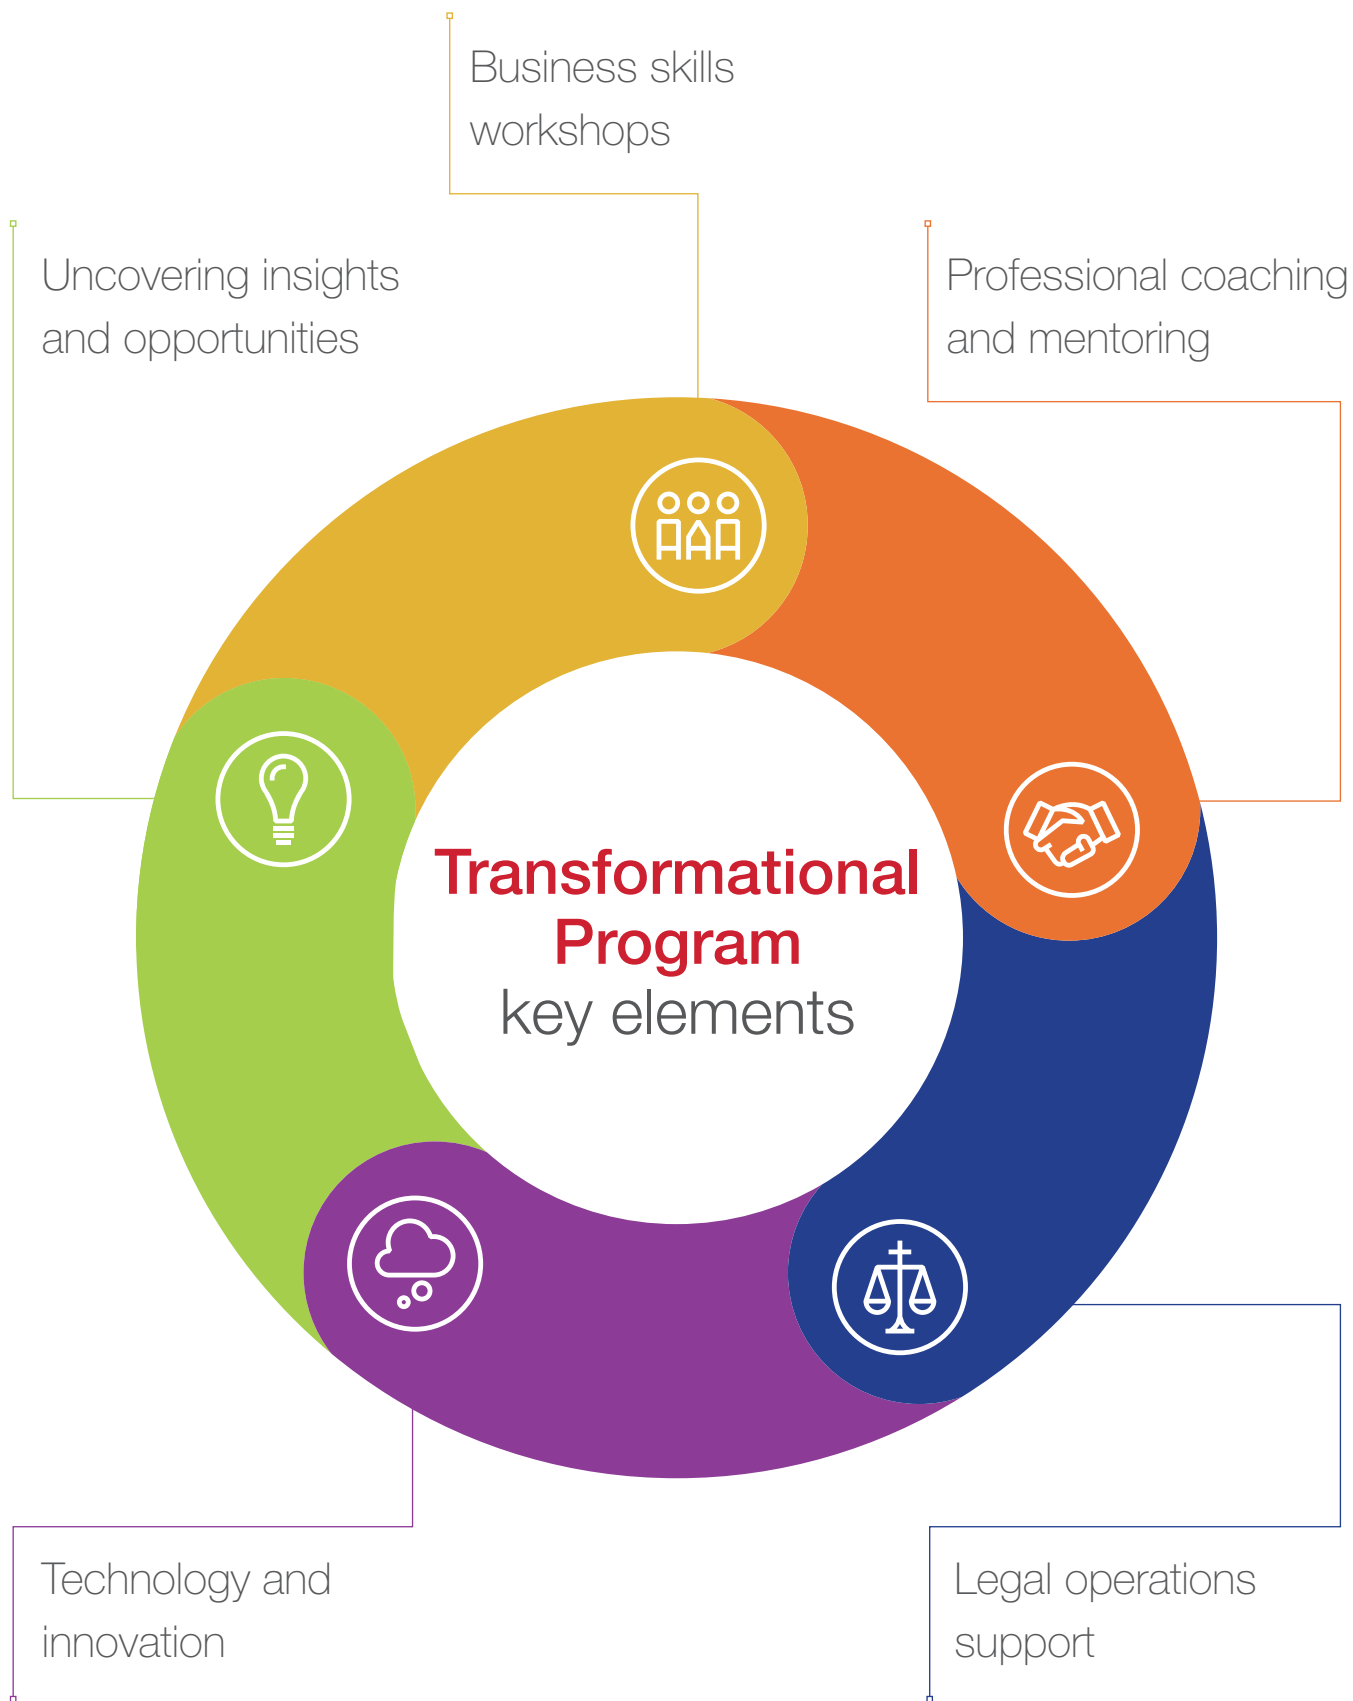 Business skills
workshops
Uncovering insights
and opportunities
Professional coaching
and mentoring
Transformational
Program
key elements
Technology and
innovation
Legal operations
support